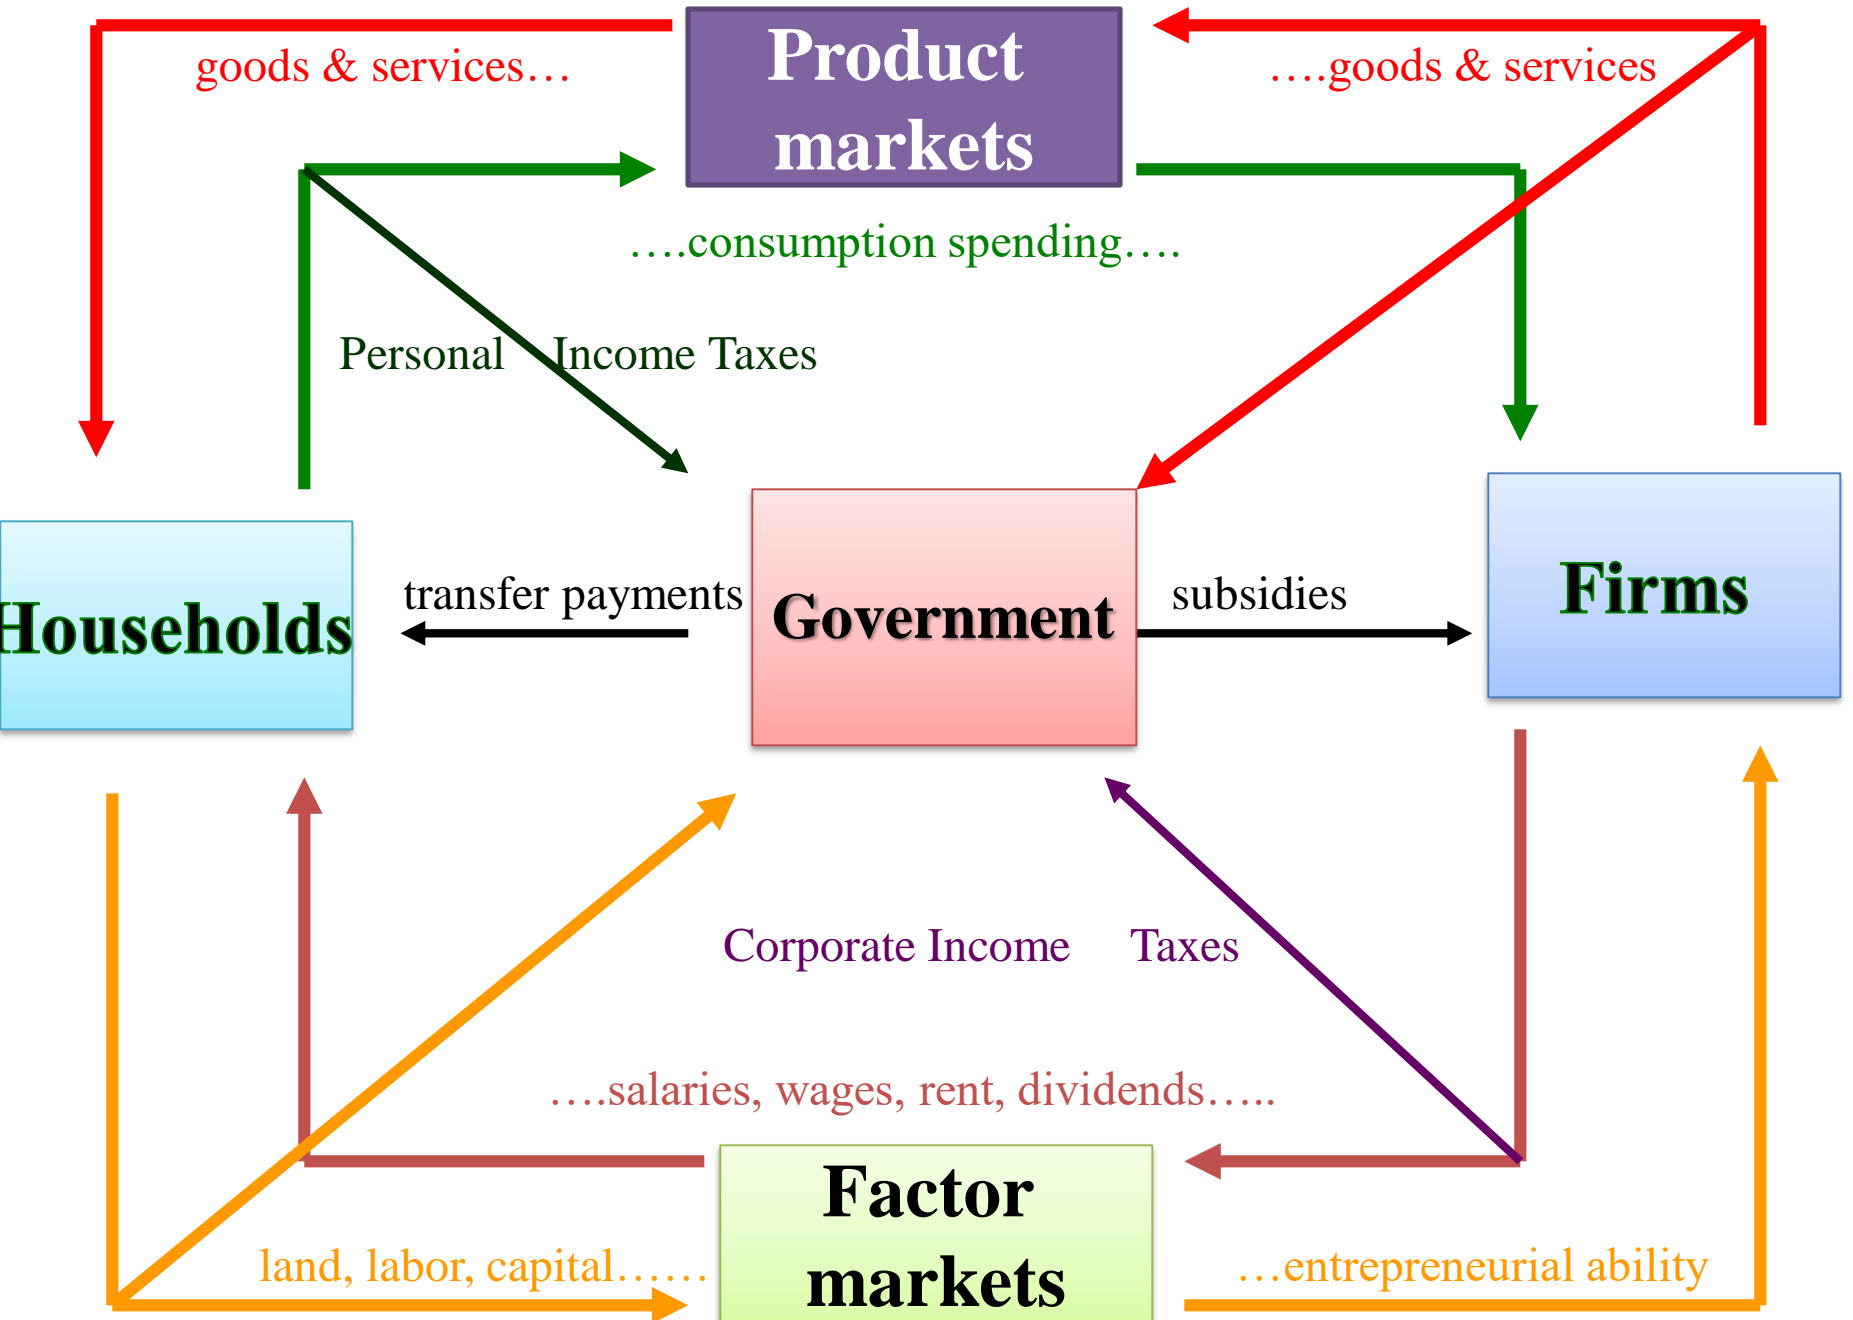 Product
markets
goods & services…
….goods & services
….consumption spending….
Personal Income Taxes
transfer payments
subsidies
Households
Government
Firms
Corporate Income Taxes
….salaries, wages, rent, dividends…..
Factor
markets
land, labor, capital……
…entrepreneurial ability